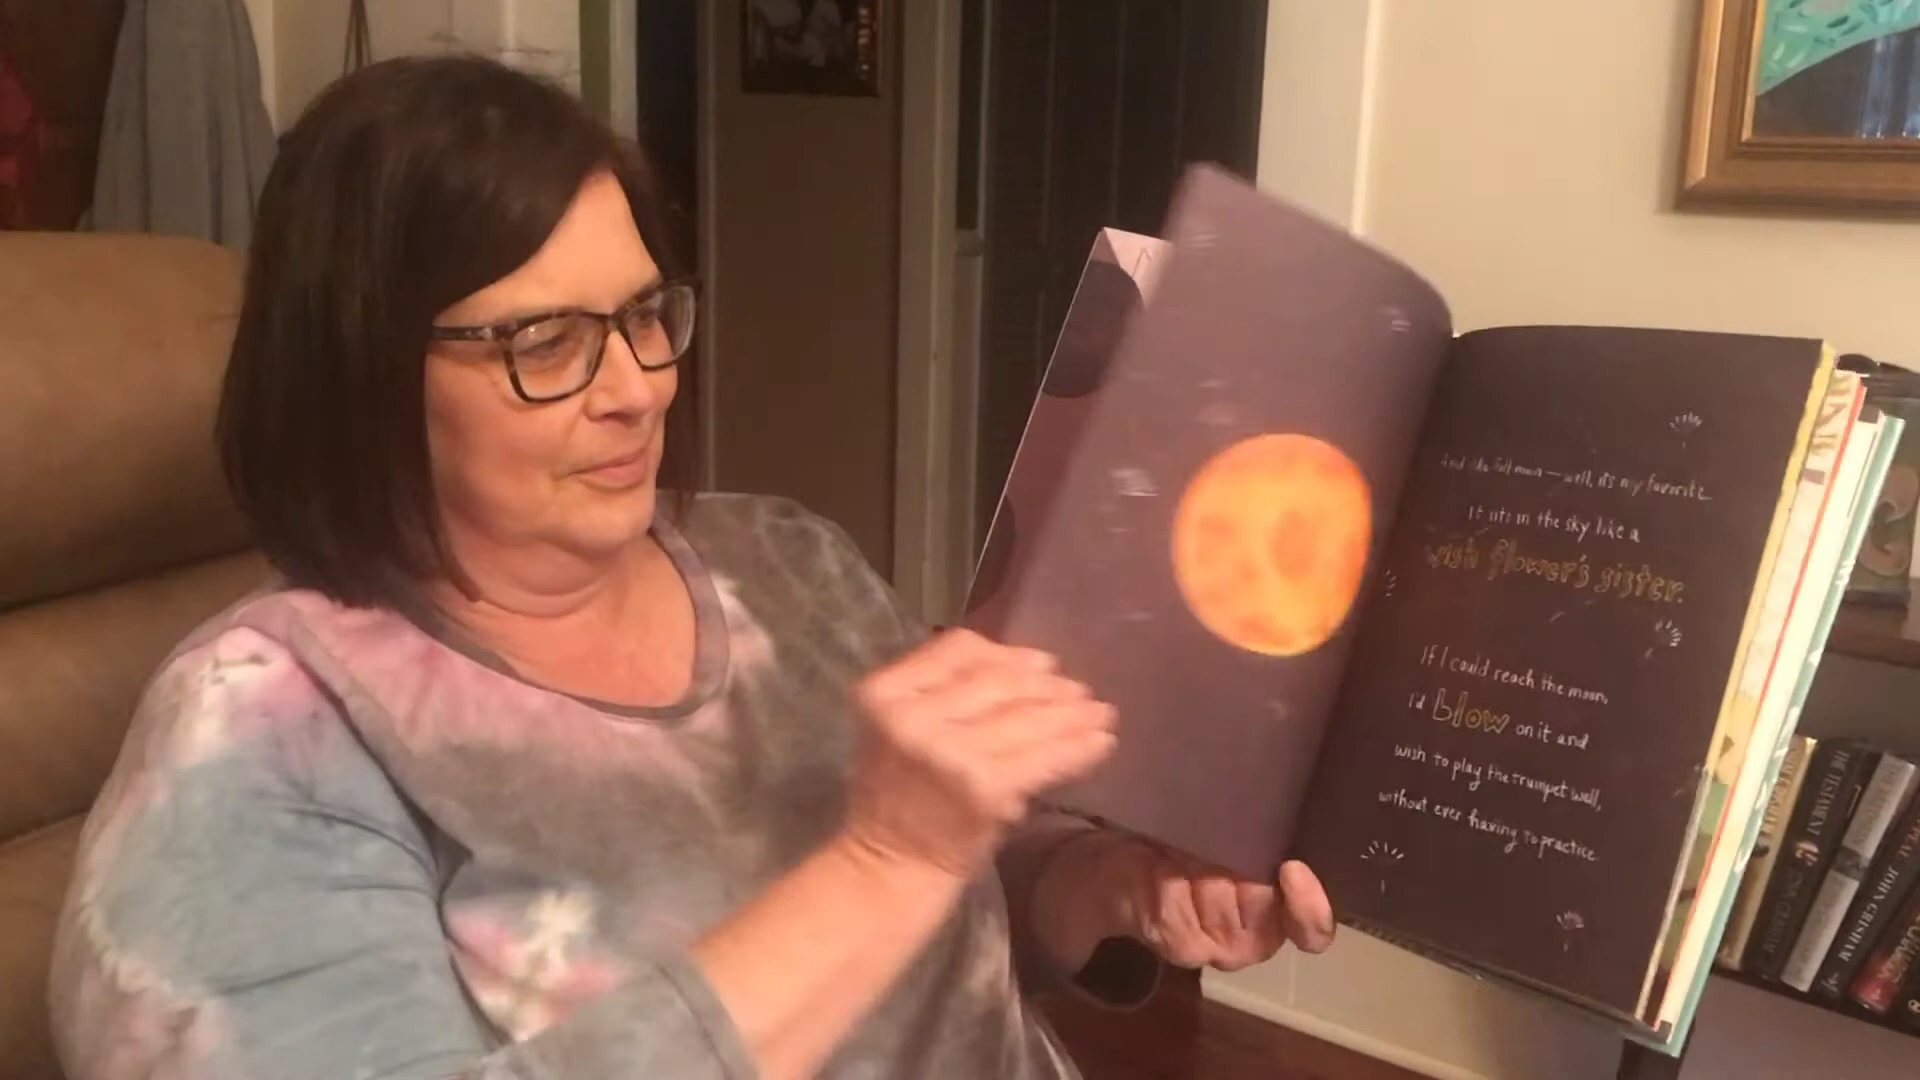 And the full moon—well, it's my favorite.
It sits in the sky like a
wish flower's sister.
If I could reach the moon,
I'd blow on it and
wish to play the trumpet well,
without ever having to practice.
THE TESTAMENT
JOHN GRISHAM